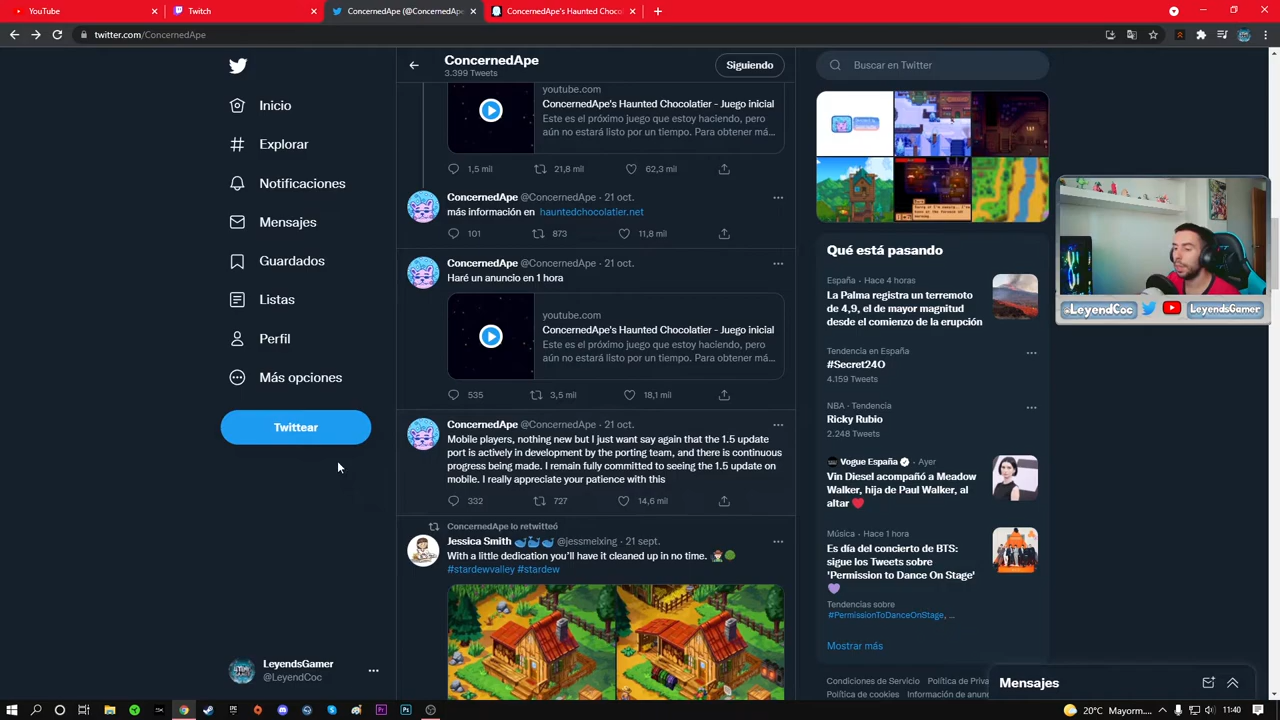 YouTube
Twitch
ConcernedApe (@ConcernedApe
ConcernedApe's Haunted Chocol
twitter.com/ConcernedApe
Inicio
Explorar
Notificaciones
Mensajes
Guardados
Listas
Perfil
Más opciones
Twittear
LeyendsGamer
@LeyendCoc
ConcernedApe
3.399 Tweets
Siguiendo
youtube.com
ConcernedApe's Haunted Chocolatier - Juego inicial
Este es el próximo juego que estoy haciendo, pero
aún no estará listo por un tiempo. Para obtener má...
1,5 mil
21,8 mil
62,3 mil
ConcernedApe @ConcernedApe · 21 oct.
más información en hauntedchocolatier.net
101
873
11,8 mil
ConcernedApe @ConcernedApe · 21 oct.
Haré un anuncio en 1 hora
youtube.com
ConcernedApe's Haunted Chocolatier - Juego inicial
Este es el próximo juego que estoy haciendo, pero
aún no estará listo por un tiempo. Para obtener má...
535
3,5 mil
18,1 mil
ConcernedApe @ConcernedApe · 21 oct.
Mobile players, nothing new but I just want say again that the 1.5 update
port is actively in development by the porting team, and there is continuous
progress being made. I remain fully committed to seeing the 1.5 update on
mobile. I really appreciate your patience with this
332
727
14,6 mil
ConcernedApe lo retwitteó
Jessica Smith @jessmeixing · 21 sept.
With a little dedication you'll have it cleaned up in no time.
#stardewvalley #stardew
Buscar en Twitter
Qué está pasando
España · Hace 4 horas
La Palma registra un terremoto
de 4,9, el de mayor magnitud
desde el comienzo de la erupción
Tendencia en España
#Secret24O
4.159 Tweets
NBA · Tendencia
Ricky Rubio
2.248 Tweets
Vogue España · Ayer
Vin Diesel acompañó a Meadow
Walker, hija de Paul Walker, al
altar
Música · Hace 1 hora
Es día del concierto de BTS:
sigue los Tweets sobre
'Permission to Dance On Stage'
Tendencias sobre
#PermissionToDanceOnStage, ...
Mostrar más
Condiciones de Servicio Política de Priva
Política de cookies Información de anunc
Mensajes
@LeyendCoc
LeyendsGamer
20°C Mayorm...
11:40